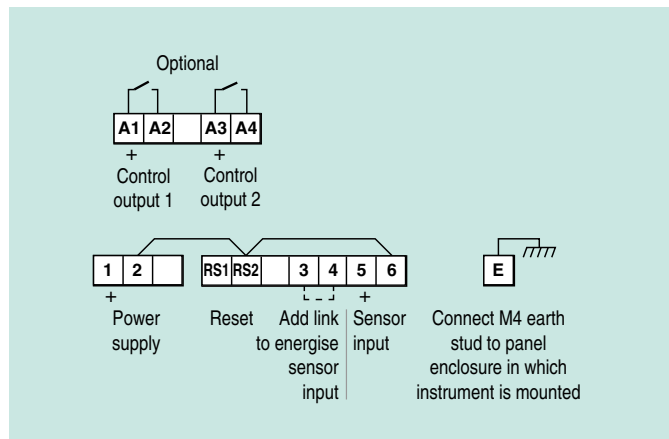 Optional
A1 A2 A3 A4
+ +
Control Control
output 1 output 2
1 2 RS1 RS2 3 4 5 6 E
+ +
Power Reset Add link Sensor Connect M4 earth
supply to energise input stud to panel
sensor enclosure in which
input instrument is mounted